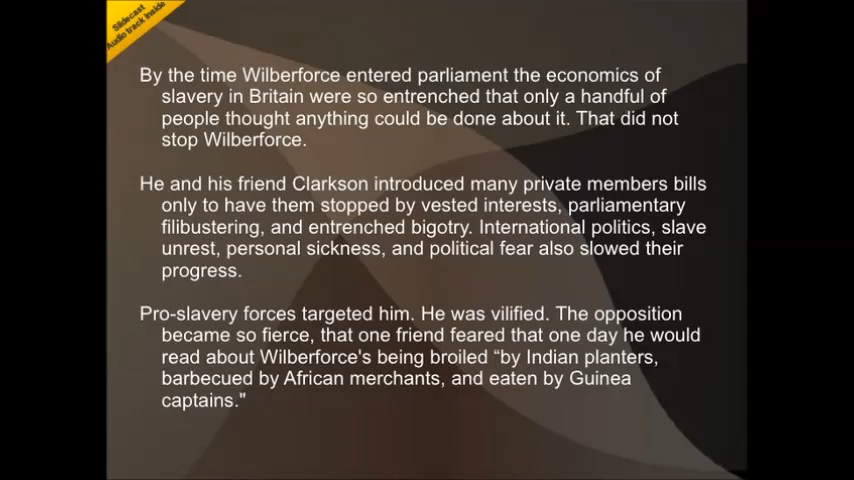 Slidecast
Audio track inside
By the time Wilberforce entered parliament the economics of
slavery in Britain were so entrenched that only a handful of
people thought anything could be done about it. That did not
stop Wilberforce.
He and his friend Clarkson introduced many private members bills
only to have them stopped by vested interests, parliamentary
filibustering, and entrenched bigotry. International politics, slave
unrest, personal sickness, and political fear also slowed their
progress.
Pro-slavery forces targeted him. He was vilified. The opposition
became so fierce, that one friend feared that one day he would
read about Wilberforce's being broiled “by Indian planters,
barbecued by African merchants, and eaten by Guinea
captains."